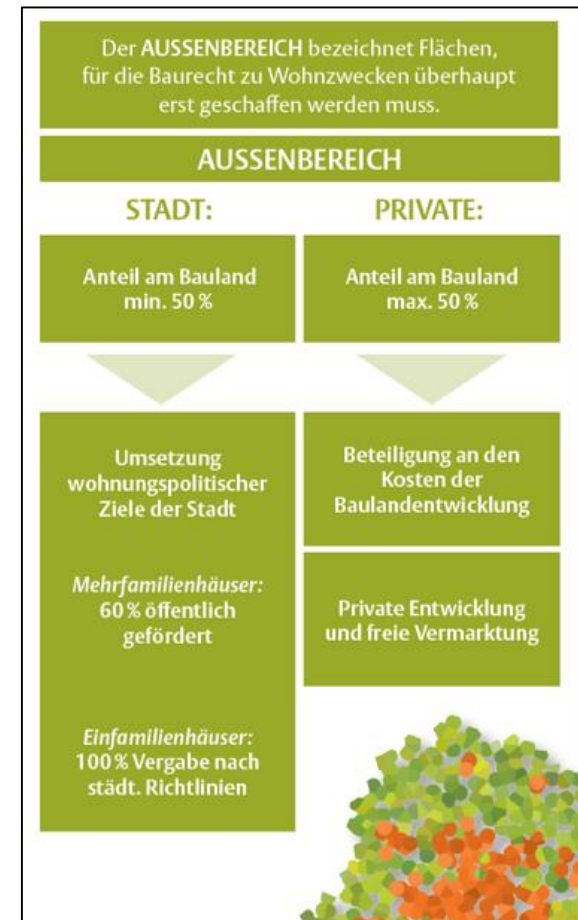 Der AUSSENBEREICH bezeichnet Flächen,
für die Baurecht zu Wohnzwecken überhaupt
erst geschaffen werden muss.
AUSSENBEREICH
STADT:
Anteil am Bauland
min. 50 %
Umsetzung
wohnungspolitischer
Ziele der Stadt
Mehrfamilienhäuser:
60 % öffentlich
gefördert
Einfamilienhäuser:
100 % Vergabe nach
städt. Richtlinien
PRIVATE:
Anteil am Bauland
max. 50 %
Beteiligung an den
Kosten der
Baulandentwicklung
Private Entwicklung
und freie Vermarktung